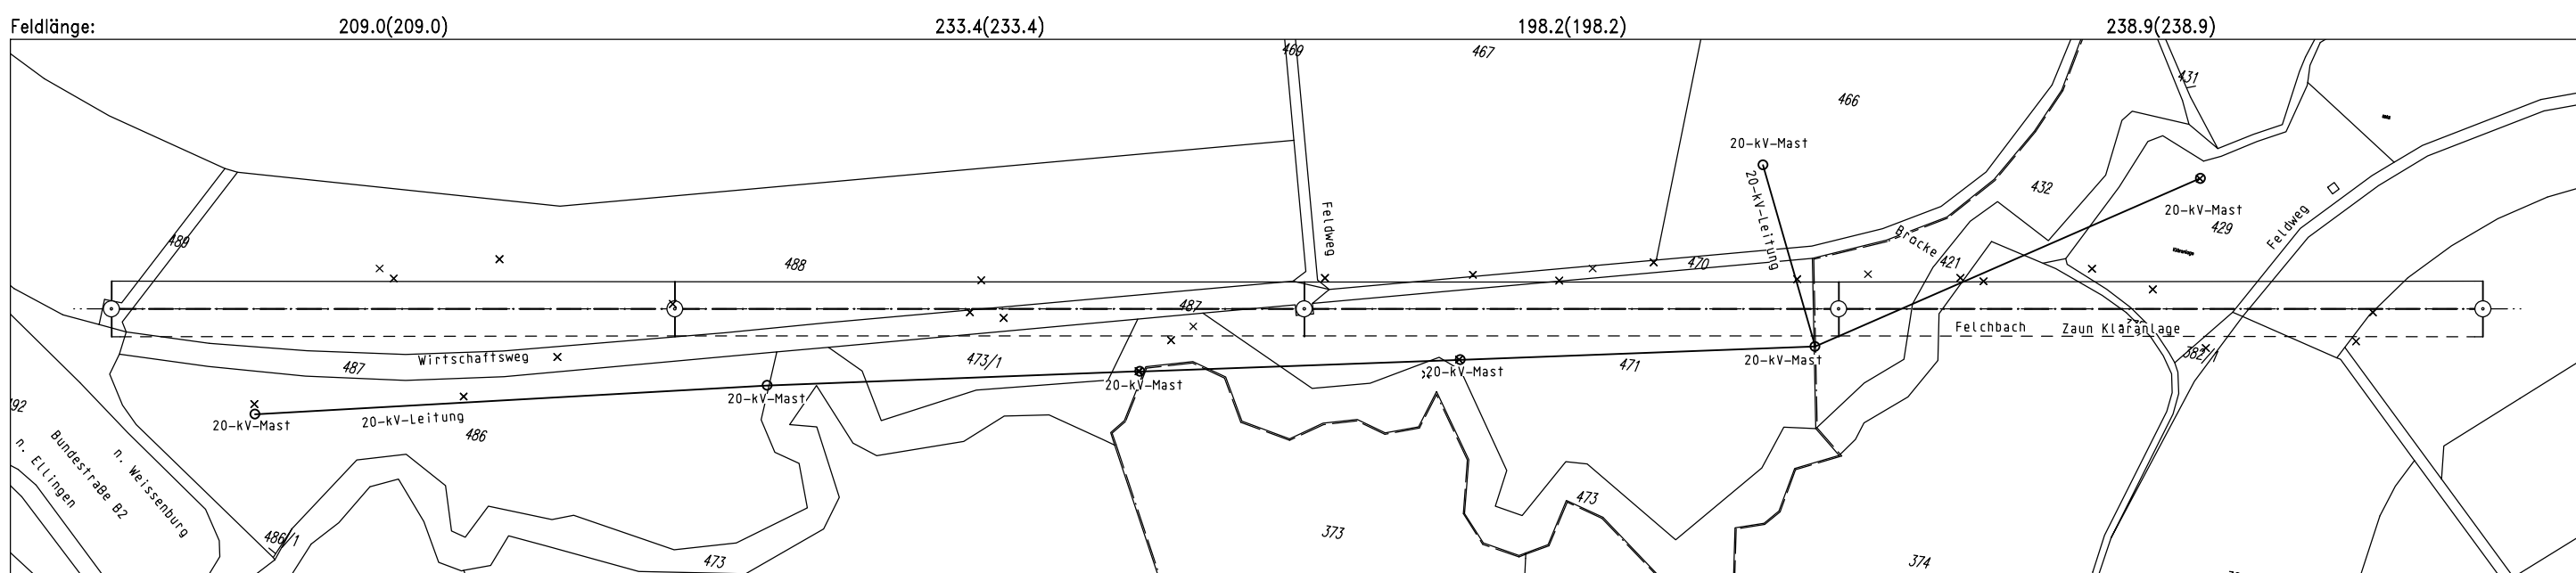 Feldlänge: 209.0(209.0) 233.4(233.4) 198.2(198.2) 238.9(238.9)
469
467
431
466
20-kV-Mast
20-kV-Leitung
432
20-kV-Mast
429
Feldweg
Feldweg
489
488
470
Brücke
421
487
Felchbach
Zaun Kläranlage
382/1
Wirtschaftsweg
487
473/1
471
20-kV-Mast
20-kV-Mast
20-kV-Mast
20-kV-Mast
20-kV-Mast
20-kV-Leitung
486
n. Ellingen
Bundestraße B2
n. Weissenburg
486/1
473
473
373
374